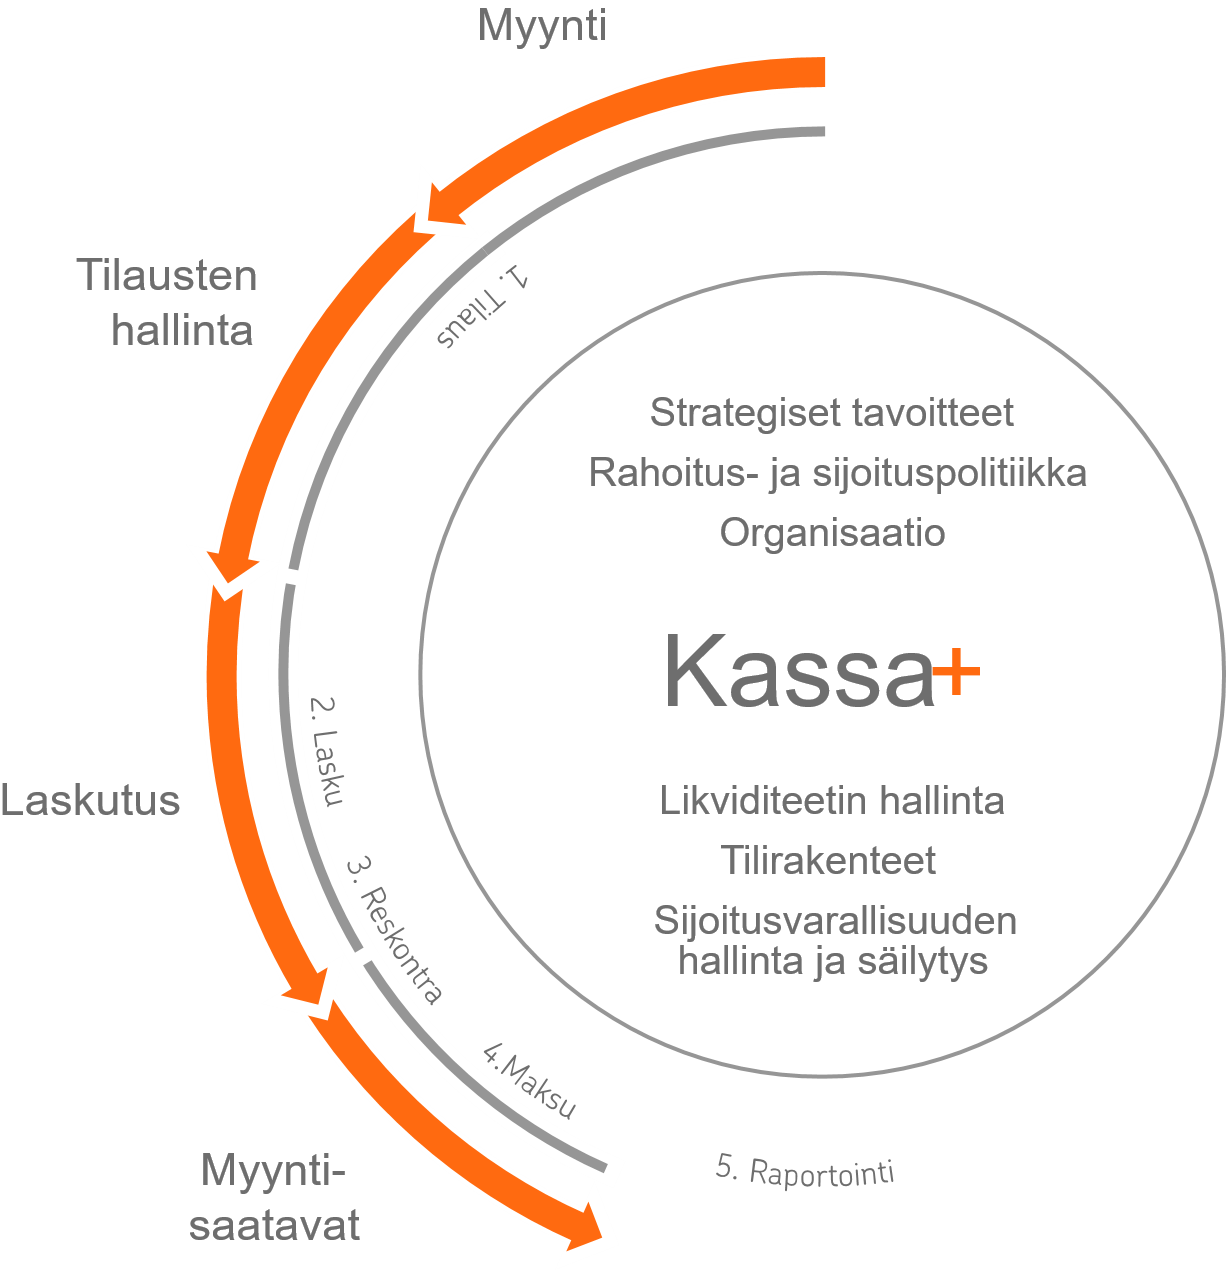 Myynti
Tilausten
hallinta
Laskutus
Myynti-
saatavat
1. Tilaus
2. Lasku
3. Reskontra
4.Maksu
5. Raportointi
Strategiset tavoitteet
Rahoitus- ja sijoituspolitiikka
Organisaatio
Kassa+
Likviditeetin hallinta
Tilirakenteet
Sijoitusvarallisuuden
hallinta ja säilytys